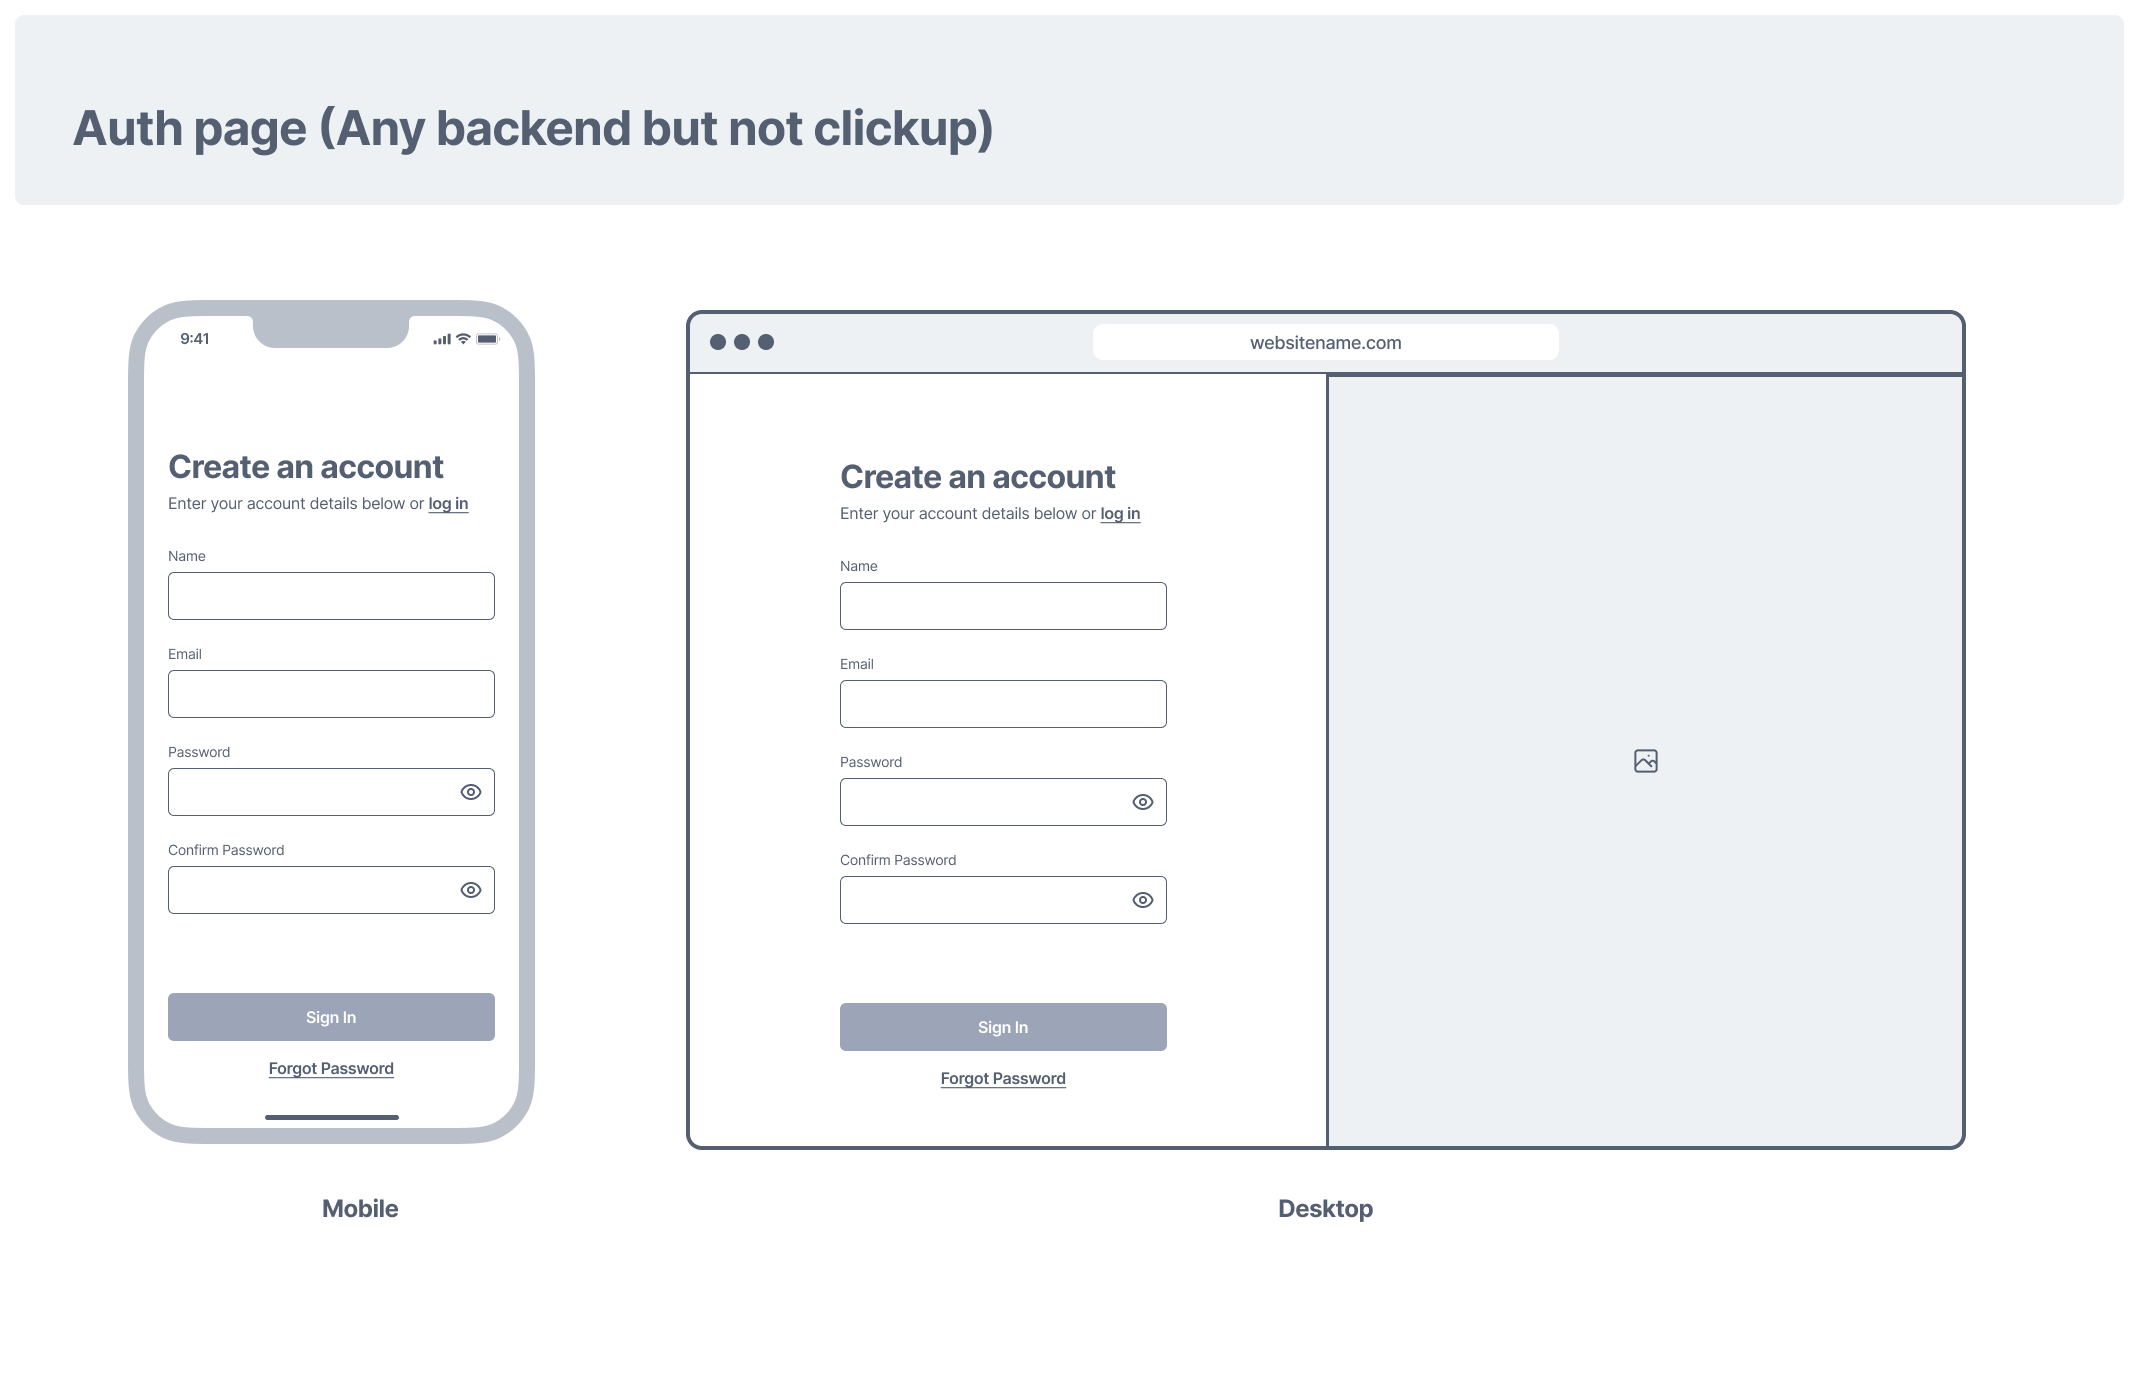 Auth page (Any backend but not clickup)
9:41
Create an account
Enter your account details below or log in
Name
Email
Password
Confirm Password
Sign In
Forgot Password
Mobile
websitename.com
Create an account
Enter your account details below or log in
Name
Email
Password
Confirm Password
Sign In
Forgot Password
Desktop